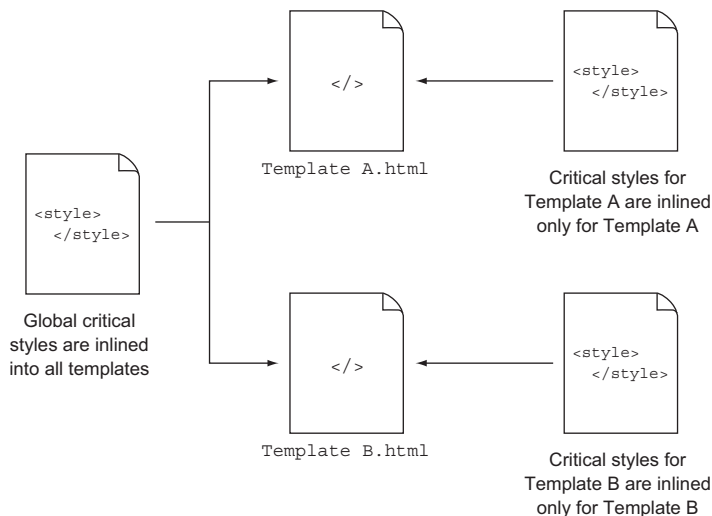 <style>
</style>
Global critical
styles are inlined
into all templates
</>
Template A.html
<style>
</style>
Critical styles for
Template A are inlined
only for Template A
</>
Template B.html
<style>
</style>
Critical styles for
Template B are inlined
only for Template B